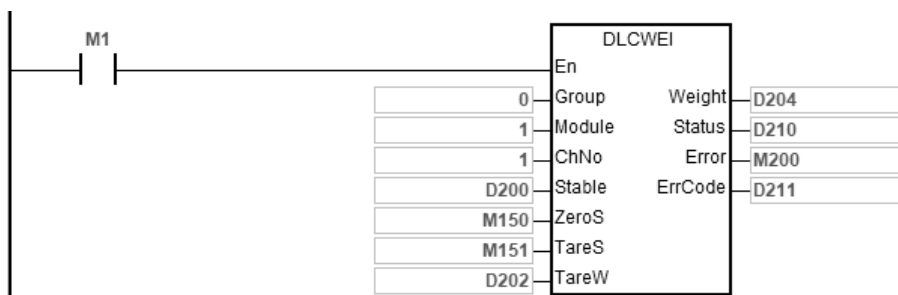 M1
DLCWEI
En
0 Group Weight D204
1 Module Status D210
1 ChNo Error M200
D200 Stable ErrCode D211
M150 ZeroS
M151 TareS
D202 TareW